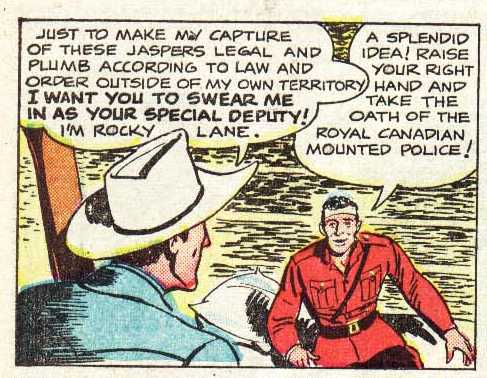 JUST TO MAKE MY CAPTURE
OF THESE JASPERS LEGAL AND
PLUMB ACCORDING TO LAW AND
ORDER OUTSIDE OF MY OWN TERRITORY
I WANT YOU TO SWEAR ME
IN AS YOUR SPECIAL DEPUTY!
I'M ROCKY LANE.
A SPLENDID
IDEA! RAISE
YOUR RIGHT
HAND AND
TAKE THE
OATH OF THE
ROYAL CANADIAN
MOUNTED POLICE!